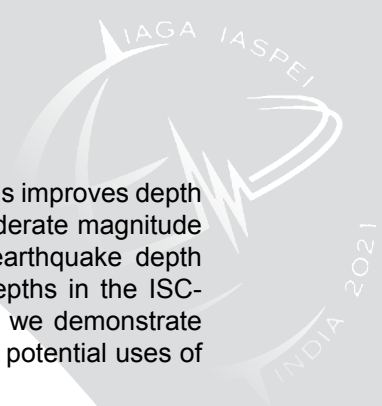 IAGA IASPEI
INDIA 2021
s improves depth
derate magnitude
earthquake depth
epths in the ISC-
we demonstrate
potential uses of